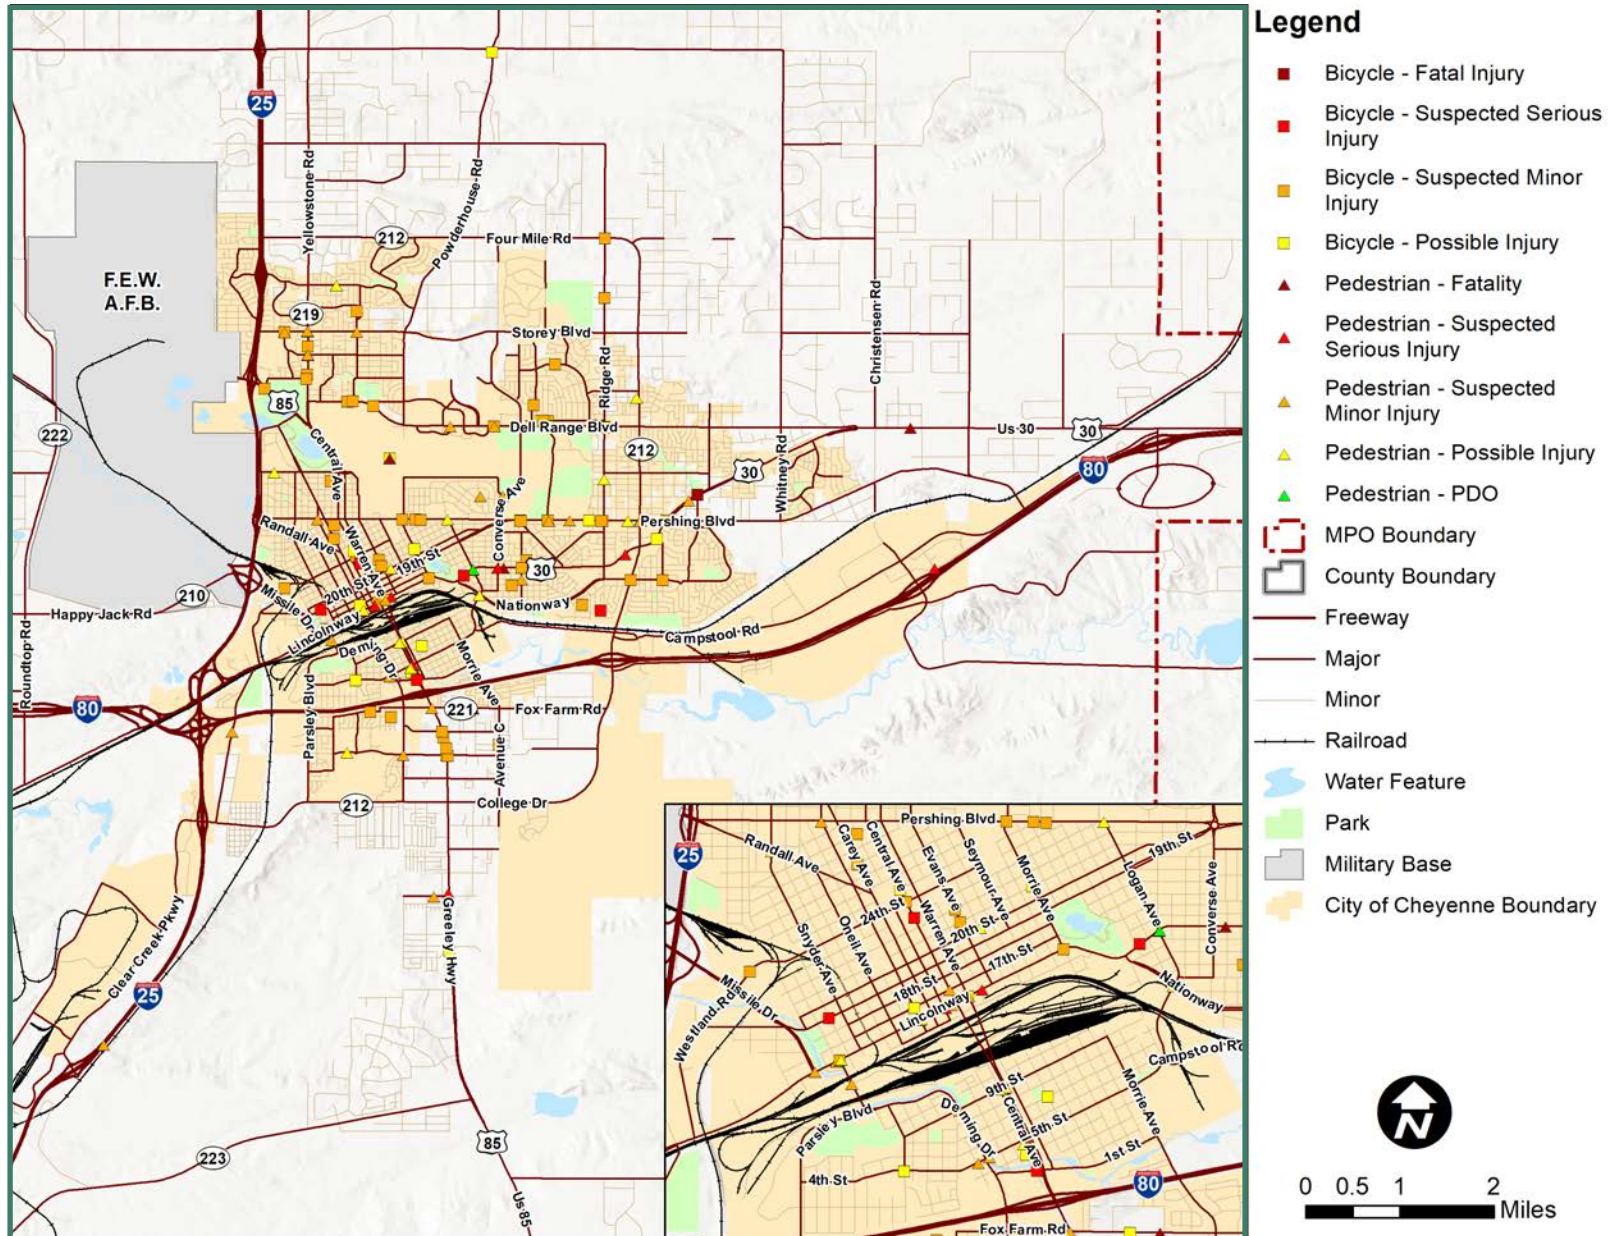 25
Yellowstone Rd
Powderhouse Rd
212
Four Mile Rd
F.E.W.
A.F.B.
219
Storey Blvd
Ridge Rd
Christensen Rd
85
222
Central Ave
Dell Range Blvd
212
Whitney Rd
Us 30
30
80
30
Converse Ave
Pershing Blvd
Randall Ave
Warren Ave
19th St
30
20th St
210
Missile Dr
Nationway
Happy Jack Rd
Lincolnway
Campstool Rd
Deming Dr
Morrie Ave
Roundtop Rd
80
Parsley Blvd
221
Fox Farm Rd
Avenue C
212
College Dr
Clear Creek Pkwy
25
Greeley Hwy
223
85
Us 85
Pershing Blvd
25
Randall Ave
Carey Ave
Central Ave
Evans Ave
Seymour Ave
Morrie Ave
19th St
Logan Ave
Converse Ave
24th St
Warren Ave
20th St
Snyder Ave
Oneil Ave
17th St
18th St
Lincolnway
Missile Dr
Westland Rd
Nationway
Campstool Rd
9th St
Parsley Blvd
Deming Dr
Central Ave
5th St
Morrie Ave
1st St
4th St
80
Fox Farm Rd
Legend
Bicycle - Fatal Injury
Bicycle - Suspected Serious
Injury
Bicycle - Suspected Minor
Injury
Bicycle - Possible Injury
Pedestrian - Fatality
Pedestrian - Suspected
Serious Injury
Pedestrian - Suspected
Minor Injury
Pedestrian - Possible Injury
Pedestrian - PDO
MPO Boundary
County Boundary
Freeway
Major
Minor
Railroad
Water Feature
Park
Military Base
City of Cheyenne Boundary
N
0 0.5 1 2
Miles